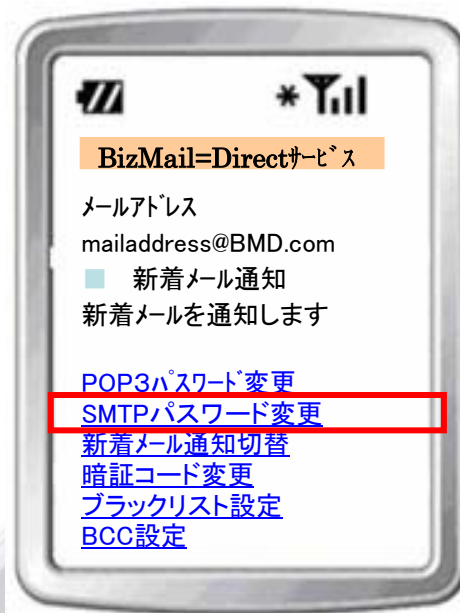 BizMail=Directｻｰﾋﾞｽ
ﾒｰﾙｱﾄﾞﾚｽ
mailaddress@BMD.com
新着ﾒｰﾙ通知
新着ﾒｰﾙを通知します
POP3ﾊﾟｽﾜｰﾄﾞ変更
SMTPパスワード変更
新着ﾒｰﾙ通知切替
暗証コード変更
ブラックリスト設定
BCC設定